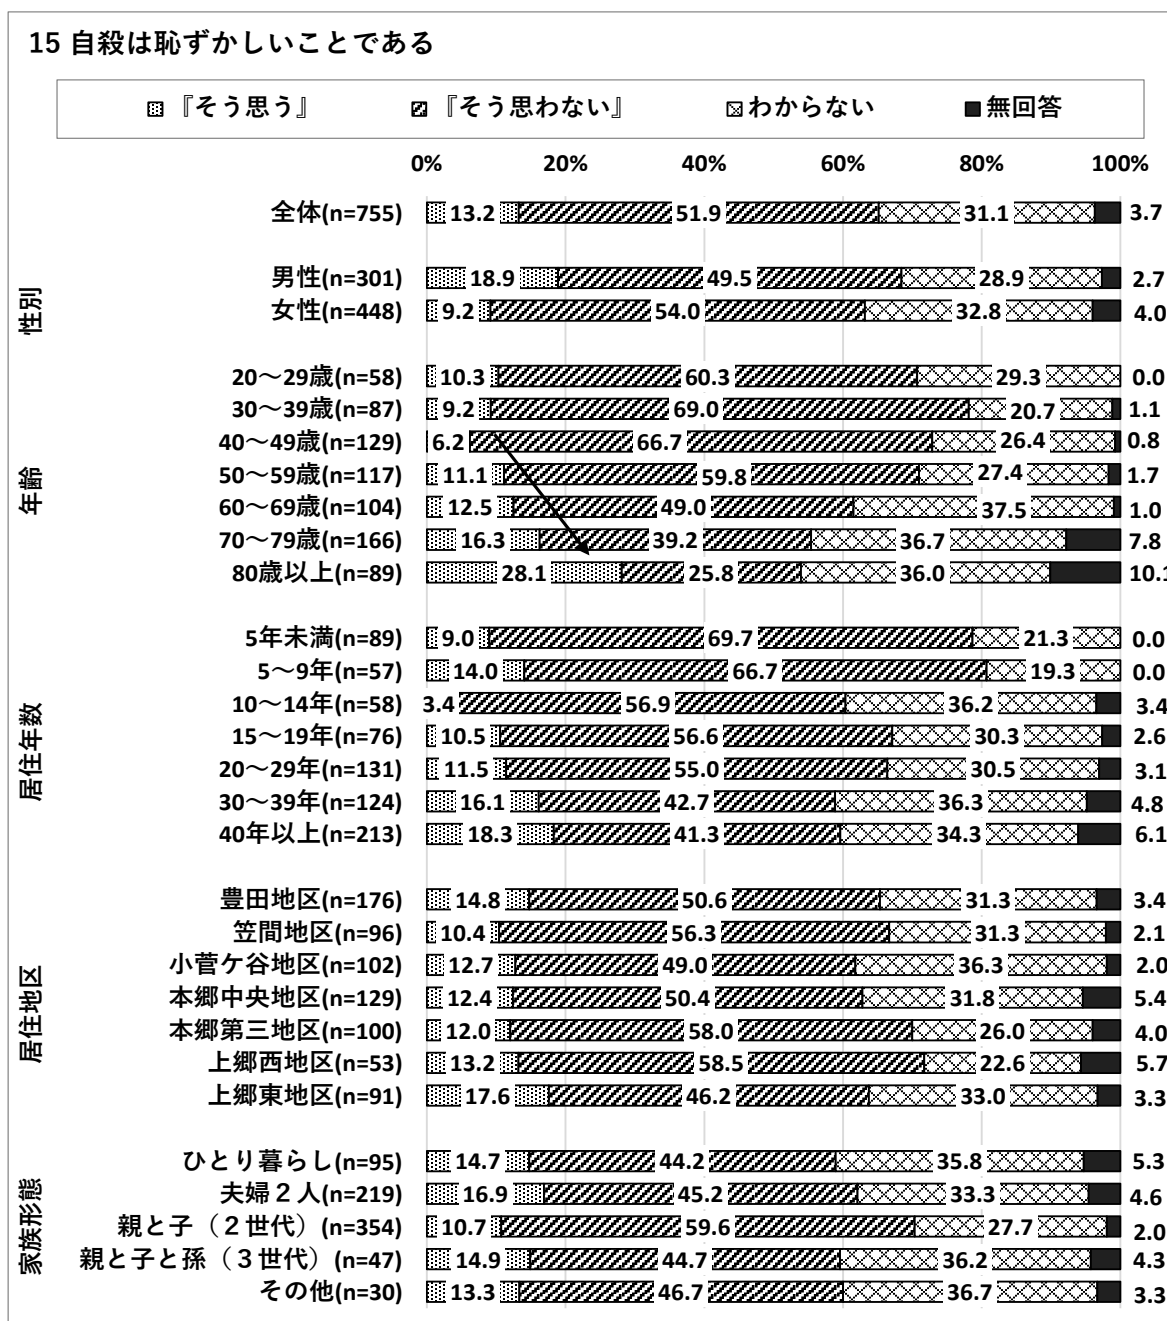 15 自殺は恥ずかしいことである
『そう思う』 『そう思わない』 わからない 無回答
0% 20% 40% 60% 80% 100%
全体(n=755) 13.2 51.9 31.1 3.7
性別
男性(n=301) 18.9 49.5 28.9 2.7
女性(n=448) 9.2 54.0 32.8 4.0
年齢
20～29歳(n=58) 10.3 60.3 29.3 0.0
30～39歳(n=87) 9.2 69.0 20.7 1.1
40～49歳(n=129) 6.2 66.7 26.4 0.8
50～59歳(n=117) 11.1 59.8 27.4 1.7
60～69歳(n=104) 12.5 49.0 37.5 1.0
70～79歳(n=166) 16.3 39.2 36.7 7.8
80歳以上(n=89) 28.1 25.8 36.0 10.1
居住年数
5年未満(n=89) 9.0 69.7 21.3 0.0
5～9年(n=57) 14.0 66.7 19.3 0.0
10～14年(n=58) 3.4 56.9 36.2 3.4
15～19年(n=76) 10.5 56.6 30.3 2.6
20～29年(n=131) 11.5 55.0 30.5 3.1
30～39年(n=124) 16.1 42.7 36.3 4.8
40年以上(n=213) 18.3 41.3 34.3 6.1
居住地区
豊田地区(n=176) 14.8 50.6 31.3 3.4
笠間地区(n=96) 10.4 56.3 31.3 2.1
小菅ケ谷地区(n=102) 12.7 49.0 36.3 2.0
本郷中央地区(n=129) 12.4 50.4 31.8 5.4
本郷第三地区(n=100) 12.0 58.0 26.0 4.0
上郷西地区(n=53) 13.2 58.5 22.6 5.7
上郷東地区(n=91) 17.6 46.2 33.0 3.3
家族形態
ひとり暮らし(n=95) 14.7 44.2 35.8 5.3
夫婦２人(n=219) 16.9 45.2 33.3 4.6
親と子（２世代）(n=354) 10.7 59.6 27.7 2.0
親と子と孫（３世代）(n=47) 14.9 44.7 36.2 4.3
その他(n=30) 13.3 46.7 36.7 3.3